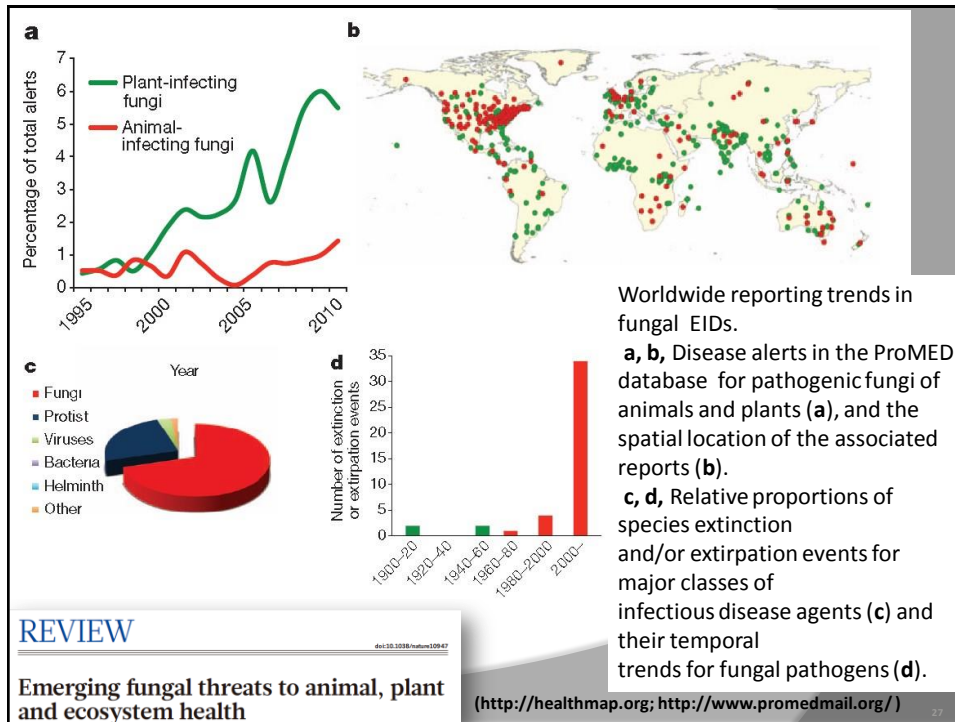 a
7
6
5
4
3
2
1
0
Percentage of total alerts
Plant-infecting
fungi
Animal-
infecting fungi
1995
2000
2005
2010
Year
b
c
Fungi
Protist
Viruses
Bacteria
Helminth
Other
d
35
30
25
20
15
10
5
0
Number of extinction
or extirpation events
1900–20
1920–40
1940–60
1960–80
1980–2000
2000–
Worldwide reporting trends in
fungal EIDs.
a, b, Disease alerts in the ProMED
database for pathogenic fungi of
animals and plants (a), and the
spatial location of the associated
reports (b).
c, d, Relative proportions of
species extinction
and/or extirpation events for
major classes of
infectious disease agents (c) and
their temporal
trends for fungal pathogens (d).
REVIEW
doi:10.1038/nature10947
Emerging fungal threats to animal, plant
and ecosystem health
(http://healthmap.org; http://www.promedmail.org/ )
27